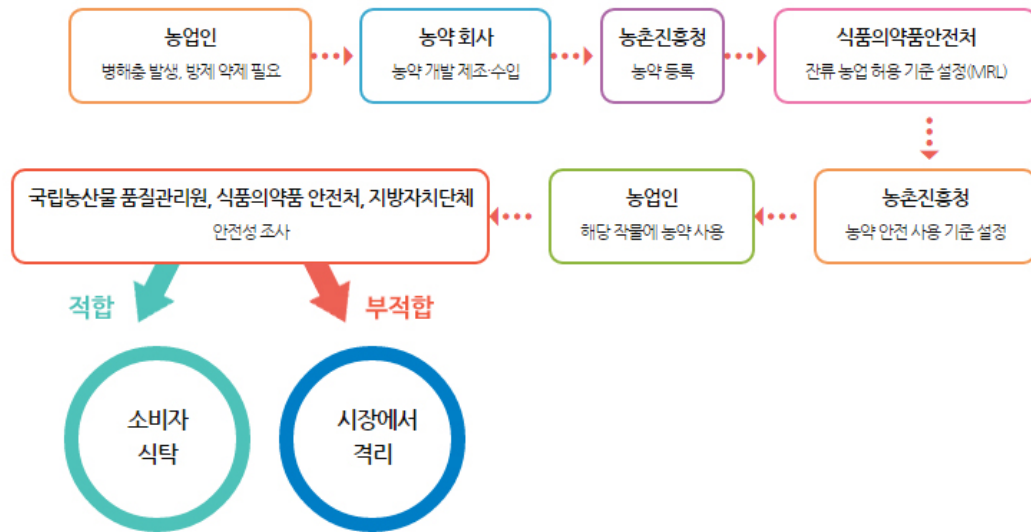 농업인
병해충 발생, 방제 약제 필요
농약 회사
농약 개발 제조·수입
농촌진흥청
농약 등록
식품의약품안전처
잔류 농업 허용 기준 설정(MRL)
농촌진흥청
농약 안전 사용 기준 설정
농업인
해당 작물에 농약 사용
국립농산물 품질관리원, 식품의약품 안전처, 지방자치단체
안전성 조사
적합
부적합
소비자
식탁
시장에서
격리